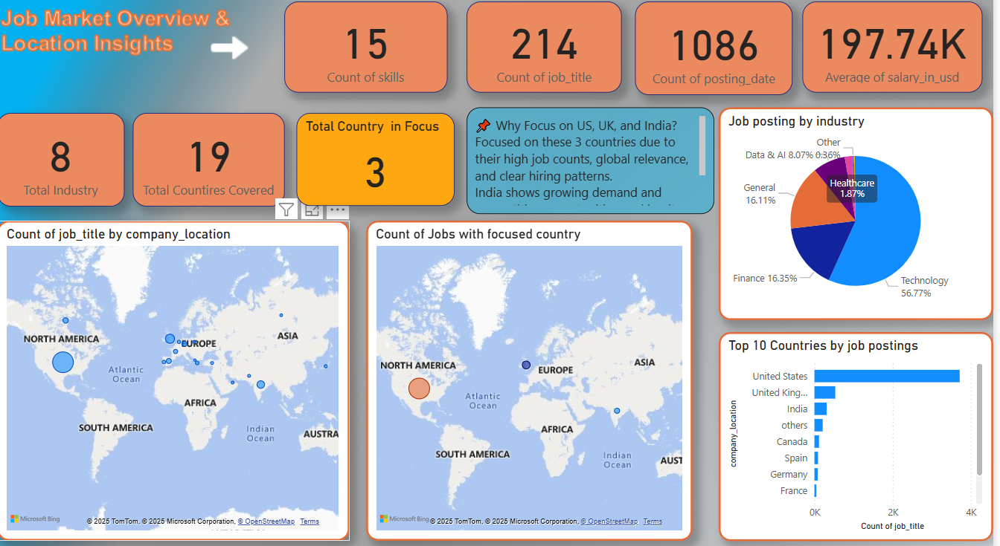 Job Market Overview &
Location Insights
15
Count of skills
214
Count of job_title
1086
Count of posting_date
197.74K
Average of salary_in_usd
8
Total Industry
19
Total Countires Covered
Total Country in Focus
3
📌 Why Focus on US, UK, and India?
Focused on these 3 countries due to
their high job counts, global relevance,
and clear hiring patterns.
India shows growing demand and
Job posting by industry
Other
0.36%
Data & AI 8.07%
Healthcare
1.87%
General
16.11%
Finance 16.35%
Technology
56.77%
Count of job_title by company_location
NORTH AMERICA
EUROPE
ASIA
Atlantic
Ocean
AFRICA
SOUTH AMERICA
Indian
Ocean
AUSTRA
Microsoft Bing
© 2025 TomTom, © 2025 Microsoft Corporation, © OpenStreetMap Terms
Count of Jobs with focused country
NORTH AMERICA
EUROPE
ASIA
Atlantic
Ocean
AFRICA
SOUTH AMERICA
Indian
Ocean
AUST
Microsoft Bing
© 2025 TomTom, © 2025 Microsoft Corporation, © OpenStreetMap Terms
Top 10 Countries by job postings
company_location
United States
United King...
India
others
Canada
Spain
Germany
France
0K
2K
4K
Count of job_title